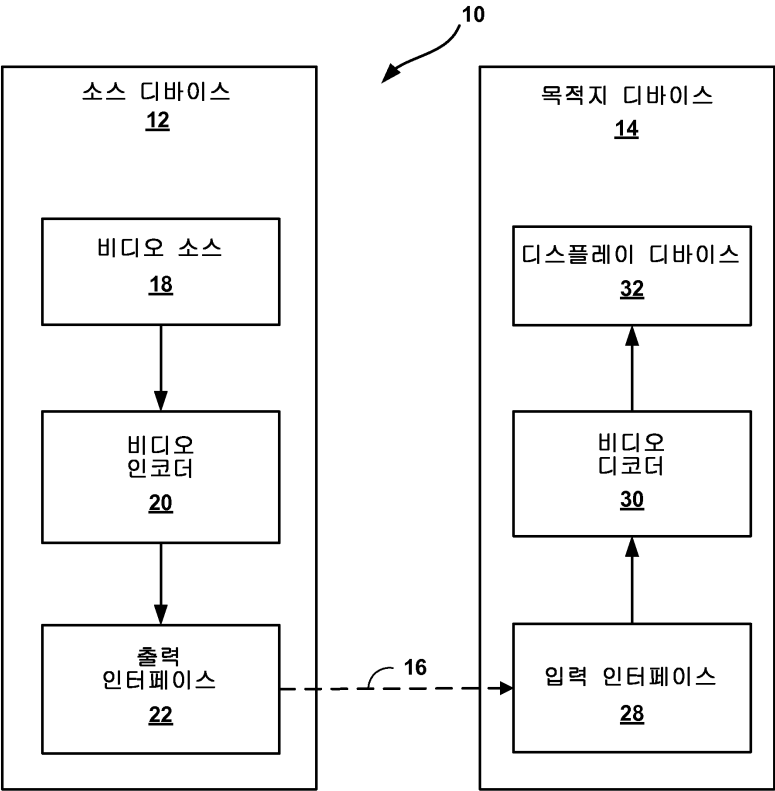 10
소스 디바이스
12
비디오 소스
18
비디오
인코더
20
출력
인터페이스
22
16
목적지 디바이스
14
디스플레이 디바이스
32
비디오
디코더
30
입력 인터페이스
28